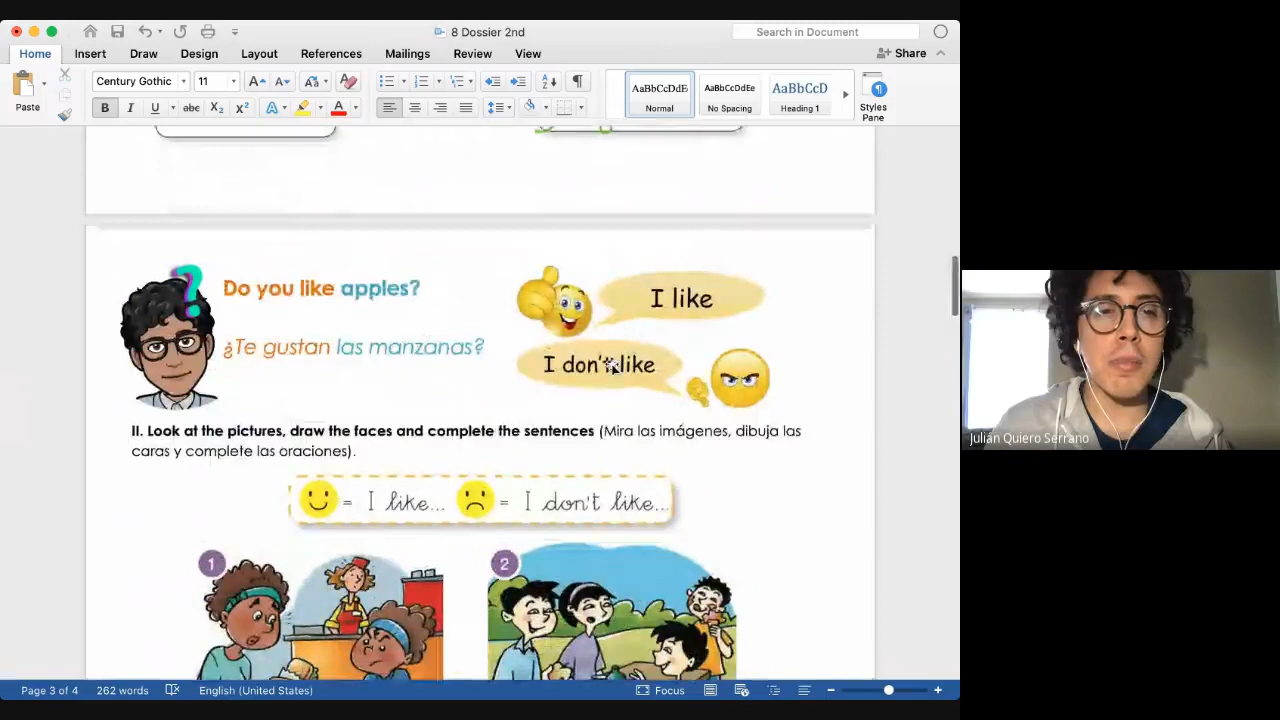 8 Dossier 2nd
Search in Document
Home Insert Draw Design Layout References Mailings Review View
Share
Paste
Century Gothic 11
AaBbCcDdE AaBbCcDdEe AaBbCcD
Normal No Spacing Heading 1
Styles Pane
Do you like apples?
¿Te gustan las manzanas?
I like
I don't like
II. Look at the pictures, draw the faces and complete the sentences (Mira las imágenes, dibuja las
caras y complete las oraciones).
= I like... = I don't like...
1 2
Julián Quiero Serrano
Page 3 of 4 262 words English (United States) Focus